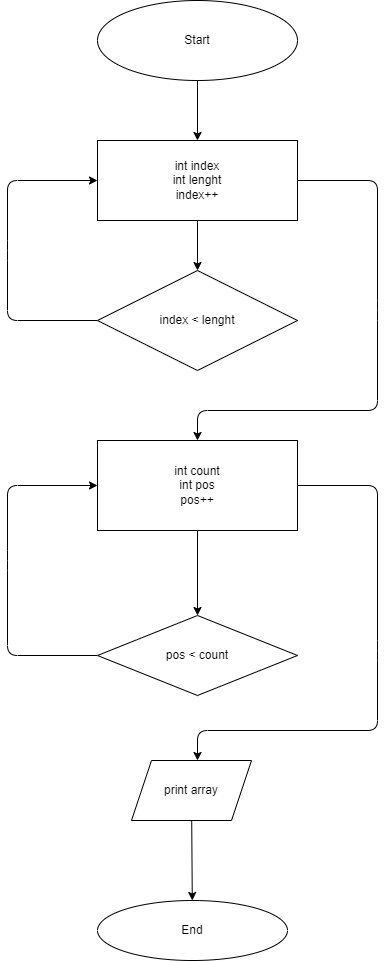 Start
int index
int lenght
index++
index < lenght
int count
int pos
pos++
pos < count
print array
End